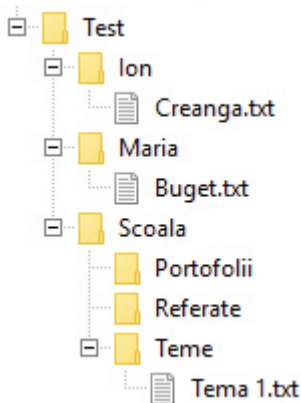 Test
Ion
Creanga.txt
Maria
Buget.txt
Scoala
Portofolii
Referate
Teme
Tema 1.txt